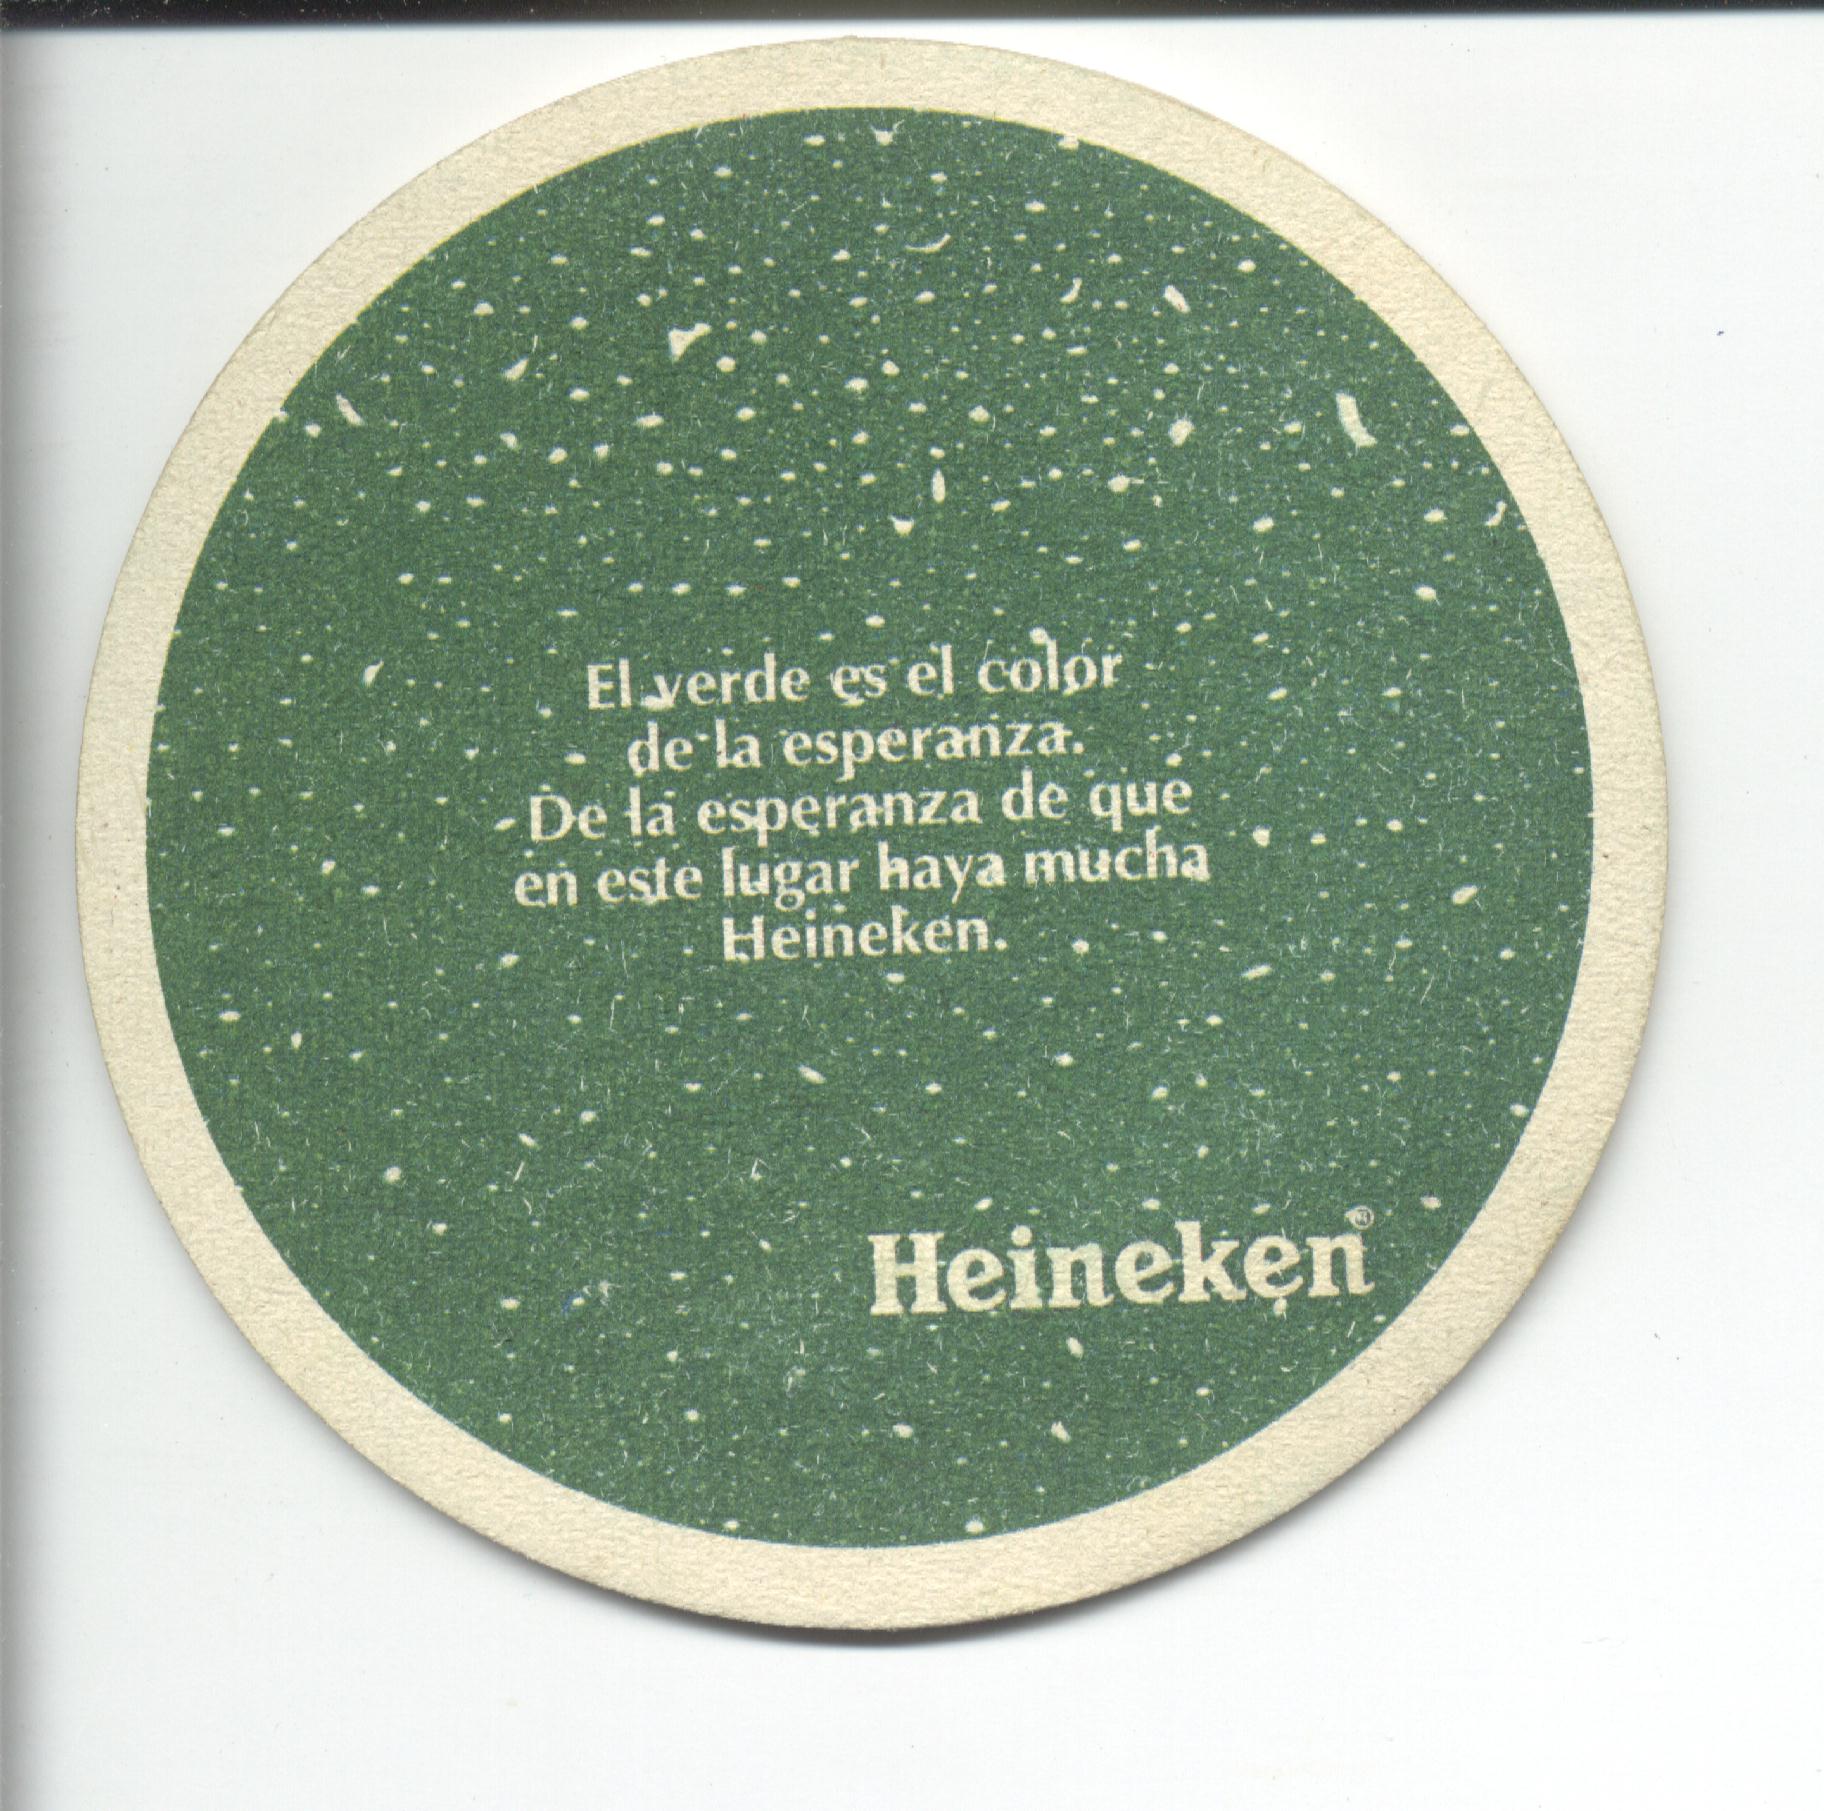 El verde es el color
de la esperanza.
De la esperanza de que
en este lugar haya mucha
Heineken.
Heineken®